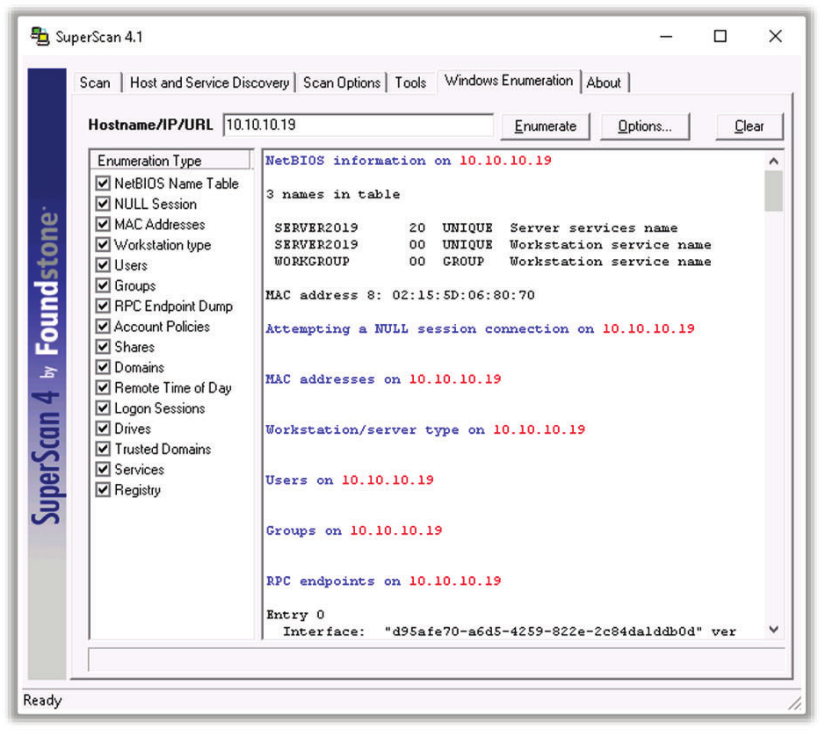 SuperScan 4.1
Scan | Host and Service Discovery | Scan Options | Tools | Windows Enumeration | About
Hostname/IP/URL 10.10.10.19 Enumerate Options... Clear
SuperScan 4 by Foundstone
Enumeration Type
NetBIOS Name Table
NULL Session
MAC Addresses
Workstation type
Users
Groups
RPC Endpoint Dump
Account Policies
Shares
Domains
Remote Time of Day
Logon Sessions
Drives
Trusted Domains
Services
Registry
NetBIOS information on 10.10.10.19
3 names in table
SERVER2019 20 UNIQUE Server services name
SERVER2019 00 UNIQUE Workstation service name
WORKGROUP 00 GROUP Workstation service name
MAC address 8: 02:15:5D:06:80:70
Attempting a NULL session connection on 10.10.10.19
MAC addresses on 10.10.10.19
Workstation/server type on 10.10.10.19
Users on 10.10.10.19
Groups on 10.10.10.19
RPC endpoints on 10.10.10.19
Entry 0
Interface: "d95afe70-a6d5-4259-822e-2c84da1ddb0d" ver
Ready